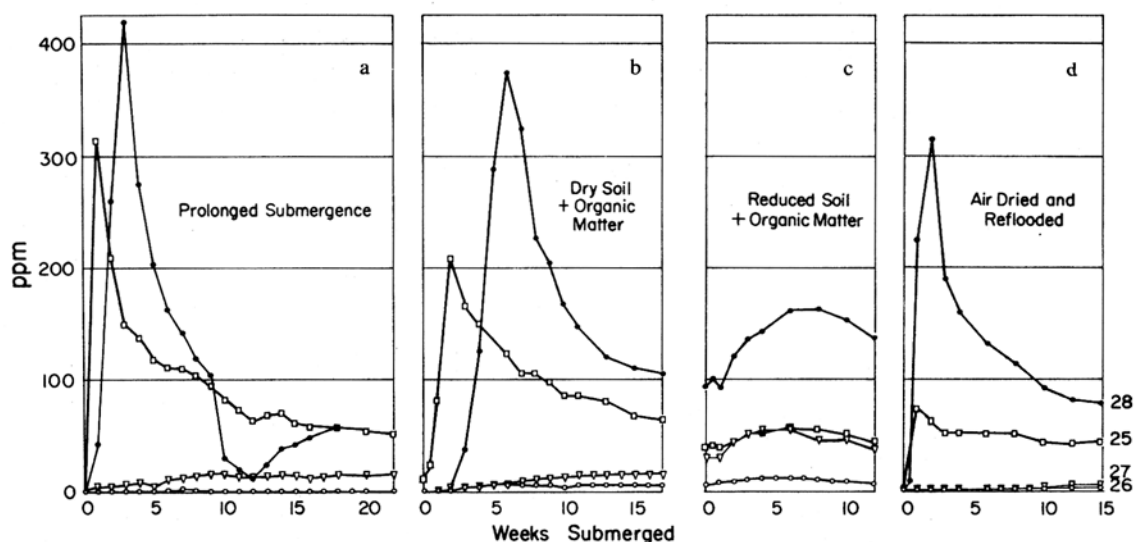 400
300
200
100
0
ppm
a
Prolonged Submergence
0 5 10 15 20
b
Dry Soil
+ Organic
Matter
0 5 10 15
c
Reduced Soil
+ Organic Matter
0 5 10
d
Air Dried and
Reflooded
0 5 10 15
28
25
27
26
Weeks Submerged